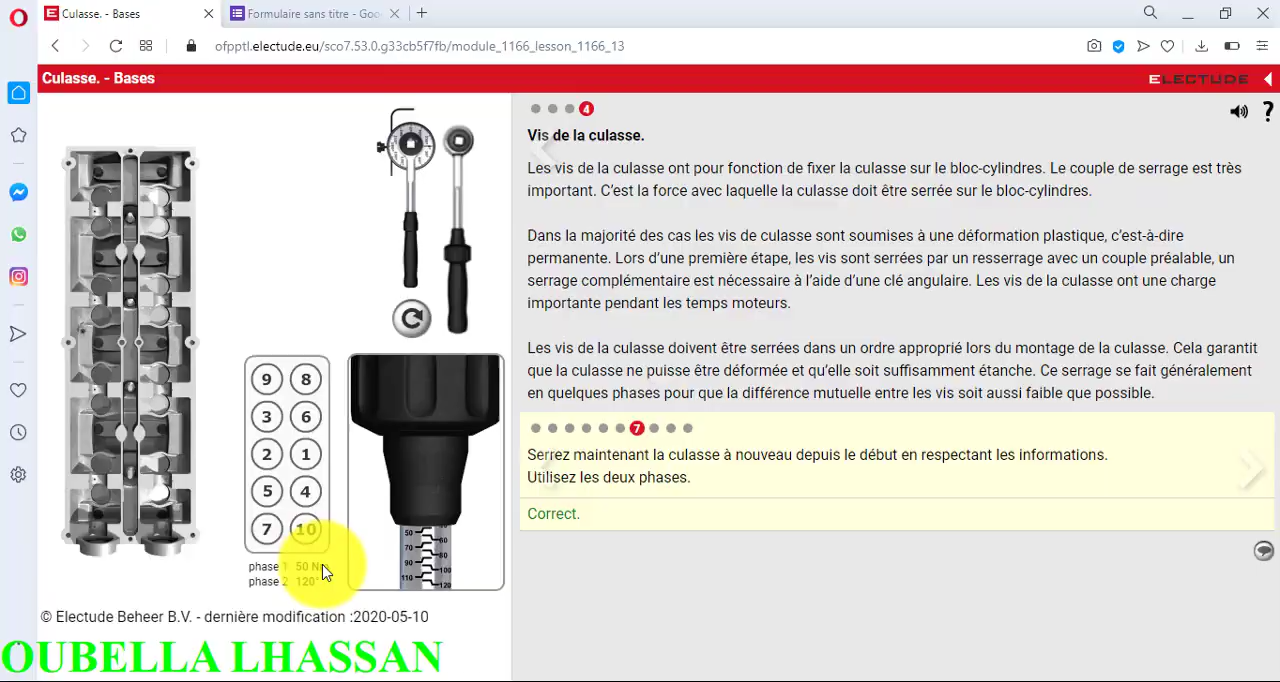 Culasse. - Bases
Formulaire sans titre - Goo
ofpptl.electude.eu/sco7.53.0.g33cb5f7fb/module_1166_lesson_1166_13
Culasse. - Bases
ELECTUDE
4
Vis de la culasse.
Les vis de la culasse ont pour fonction de fixer la culasse sur le bloc-cylindres. Le couple de serrage est très
important. C’est la force avec laquelle la culasse doit être serrée sur le bloc-cylindres.
Dans la majorité des cas les vis de culasse sont soumises à une déformation plastique, c’est-à-dire
permanente. Lors d’une première étape, les vis sont serrées par un resserrage avec un couple préalable, un
serrage complémentaire est nécessaire à l’aide d’une clé angulaire. Les vis de la culasse ont une charge
importante pendant les temps moteurs.
Les vis de la culasse doivent être serrées dans un ordre approprié lors du montage de la culasse. Cela garantit
que la culasse ne puisse être déformée et qu’elle soit suffisamment étanche. Ce serrage se fait généralement
en quelques phases pour que la différence mutuelle entre les vis soit aussi faible que possible.
7
Serrez maintenant la culasse à nouveau depuis le début en respectant les informations.
Utilisez les deux phases.
Correct.
9 8
3 6
2 1
5 4
7 10
phase 1 50 Nm
phase 2 120°
50 60
70 80
90 100
110 120
© Electude Beheer B.V. - dernière modification :2020-05-10
OUBELLA LHASSAN